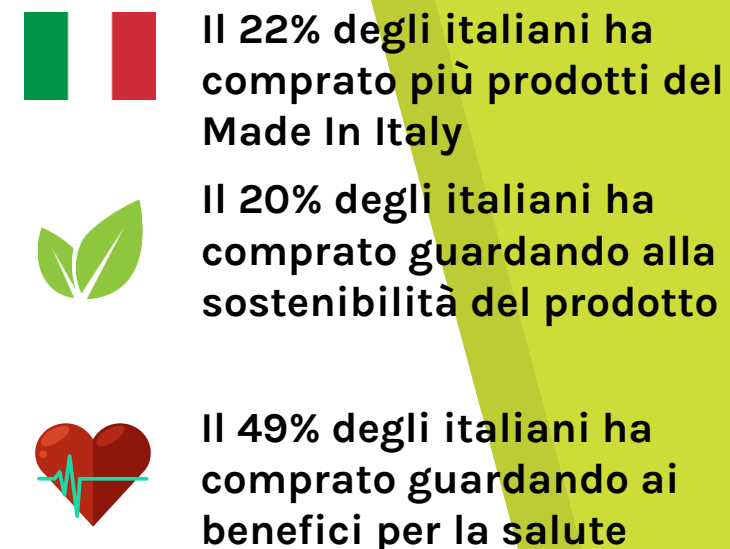 Il 22% degli italiani ha
comprato più prodotti del
Made In Italy
Il 20% degli italiani ha
comprato guardando alla
sostenibilità del prodotto
Il 49% degli italiani ha
comprato guardando ai
benefici per la salute